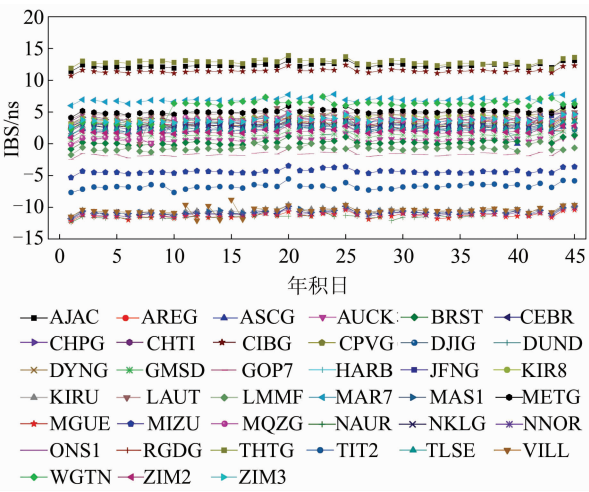 IBS/ns
20
15
10
5
0
−5
−10
−15
0 5 10 15 20 25 30 35 40 45
年积日
AJAC AREG ASCG AUCK BRST CEBR
CHPG CHTI CIBG CPVG DJIG DUND
DYNG GMSD GOP7 HARB JFNG KIR8
KIRU LAUT LMMF MAR7 MAS1 METG
MGUE MIZU MQZG NAUR NKLG NNOR
ONS1 RGDG THTG TIT2 TLSE VILL
WGTN ZIM2 ZIM3